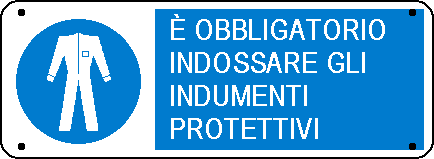 È OBBLIGATORIO
INDOSSARE GLI
INDUMENTI
PROTETTIVI